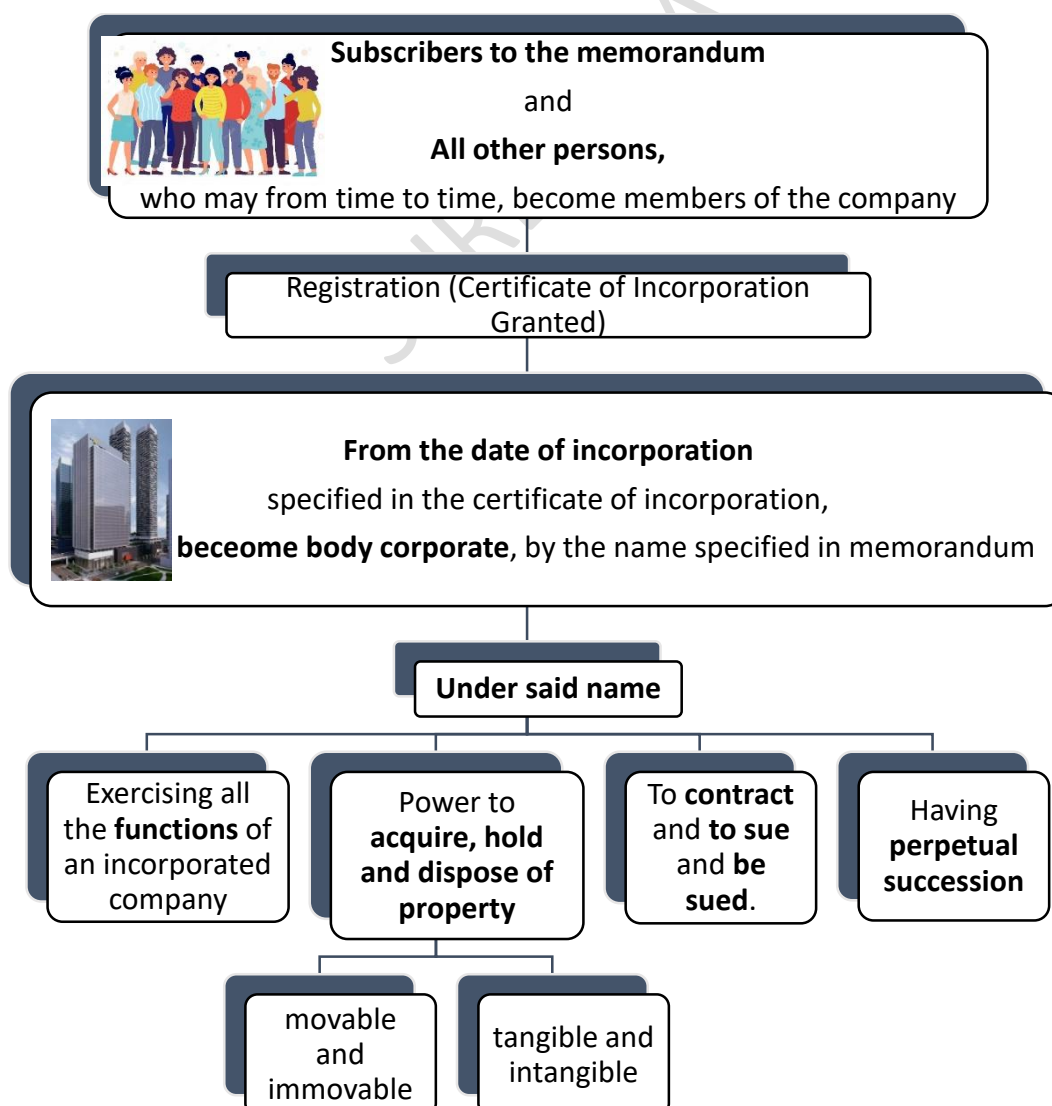 Subscribers to the memorandum
and
All other persons,
who may from time to time, become members of the company
Registration (Certificate of Incorporation
Granted)
From the date of incorporation
specified in the certificate of incorporation,
beceome body corporate, by the name specified in memorandum
Under said name
Exercising all
the functions of
an incorporated
company
Power to
acquire, hold
and dispose of
property
To contract
and to sue
and be
sued.
Having
perpetual
succession
movable
and
immovable
tangible and
intangible